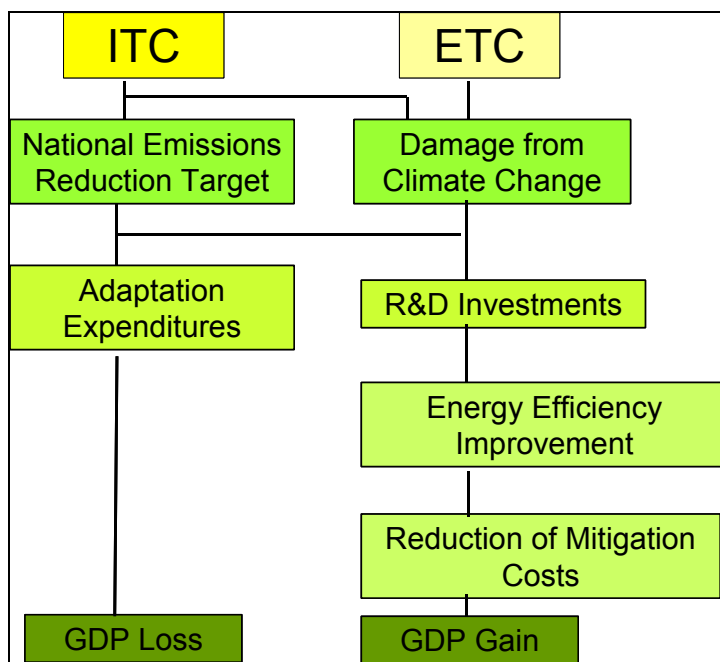 ITC
ETC
National Emissions
Reduction Target
Damage from
Climate Change
Adaptation
Expenditures
R&D Investments
Energy Efficiency
Improvement
Reduction of Mitigation
Costs
GDP Loss
GDP Gain